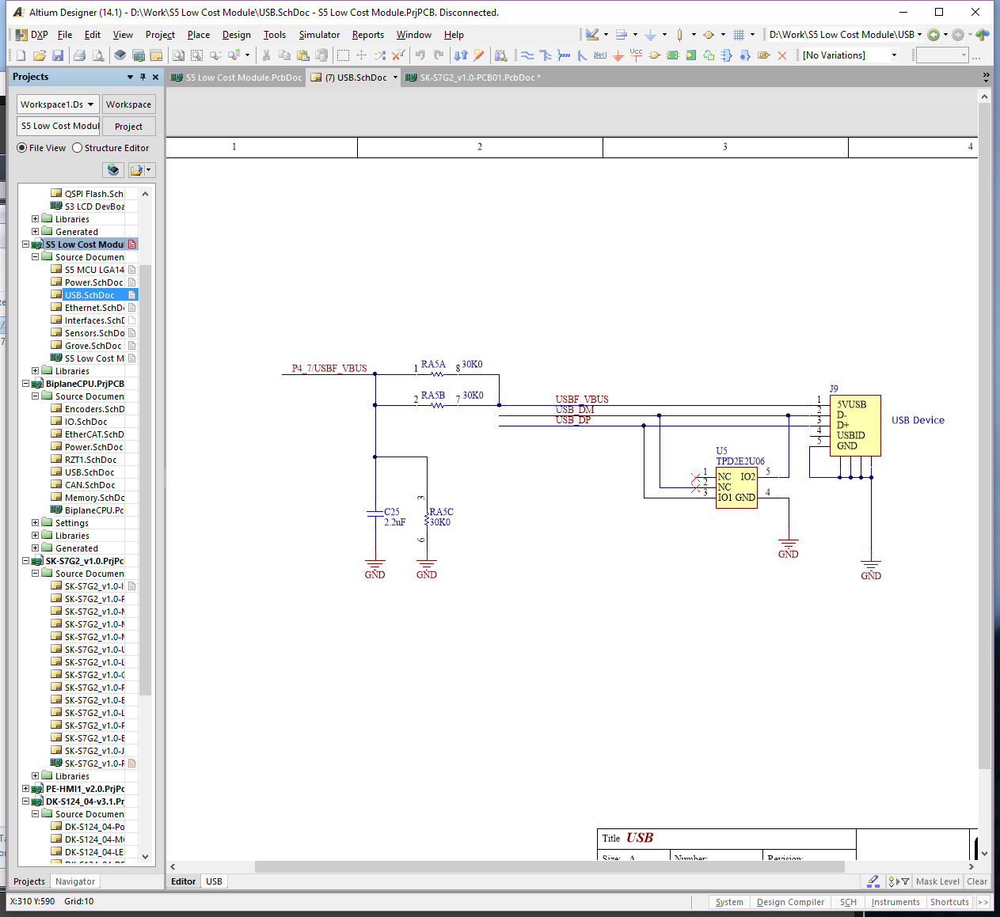 Altium Designer (14.1) - D:\Work\S5 Low Cost Module\USB.SchDoc - S5 Low Cost Module.PrjPCB. Disconnected.
DXP File Edit View Project Place Design Tools Simulator Reports Window Help D:\Work\S5 Low Cost Module\USB
Net Vcc [No Variations] ...
Projects
S5 Low Cost Module.PcbDoc (7) USB.SchDoc SK-S7G2_v1.0-PCB01.PcbDoc *
Workspace1.Ds Workspace
S5 Low Cost Modul Project
File View Structure Editor
QSPI Flash.Sch
S3 LCD DevBoa
Libraries
Generated
S5 Low Cost Modu
Source Documen
S5 MCU LGA14
Power.SchDoc
USB.SchDoc
Ethernet.SchD
Interfaces.SchD
Sensors.SchDo
Grove.SchDoc
S5 Low Cost M
Libraries
BiplaneCPU.PrjPCB
Source Documen
Encoders.SchD
IO.SchDoc
EtherCAT.SchD
Power.SchDoc
RZT1.SchDoc
USB.SchDoc
CAN.SchDoc
Memory.SchDo
BiplaneCPU.Pc
Settings
Libraries
Generated
SK-S7G2_v1.0.PrjPc
Source Documen
SK-S7G2_v1.0-I
SK-S7G2_v1.0-F
SK-S7G2_v1.0-M
SK-S7G2_v1.0-M
SK-S7G2_v1.0-M
SK-S7G2_v1.0-U
SK-S7G2_v1.0-L
SK-S7G2_v1.0-C
SK-S7G2_v1.0-F
SK-S7G2_v1.0-E
SK-S7G2_v1.0-L
SK-S7G2_v1.0-F
SK-S7G2_v1.0-E
SK-S7G2_v1.0-J
SK-S7G2_v1.0-F
Libraries
PE-HMI1_v2.0.PrjPc
DK-S124_04-v3.1.Prj
Source Documen
DK-S124_04-Po
DK-S124_04-M
DK-S124_04-LE
Projects Navigator
1 2 3 4
P4_7/USBF_VBUS 1 RA5A 8 30K0
2 RA5B 7 30K0
USBF_VBUS
USB_DM
USB_DP
J9
1 5VUSB
2 D-
3 D+
4 USBID
5 GND
USB Device
U5
TPD2E2U06
1 NC IO2 5
2 NC
3 IO1 GND 4
C25
2.2uF
3
RA5C
30K0
6
GND
GND
GND
GND
Title USB
Size: A Number: Revision:
Editor USB
Mask Level Clear
X:310 Y:590 Grid:10
System Design Compiler SCH Instruments Shortcuts >>